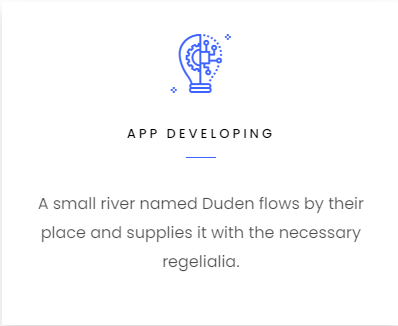 APP DEVELOPING
A small river named Duden flows by their
place and supplies it with the necessary
regelialia.